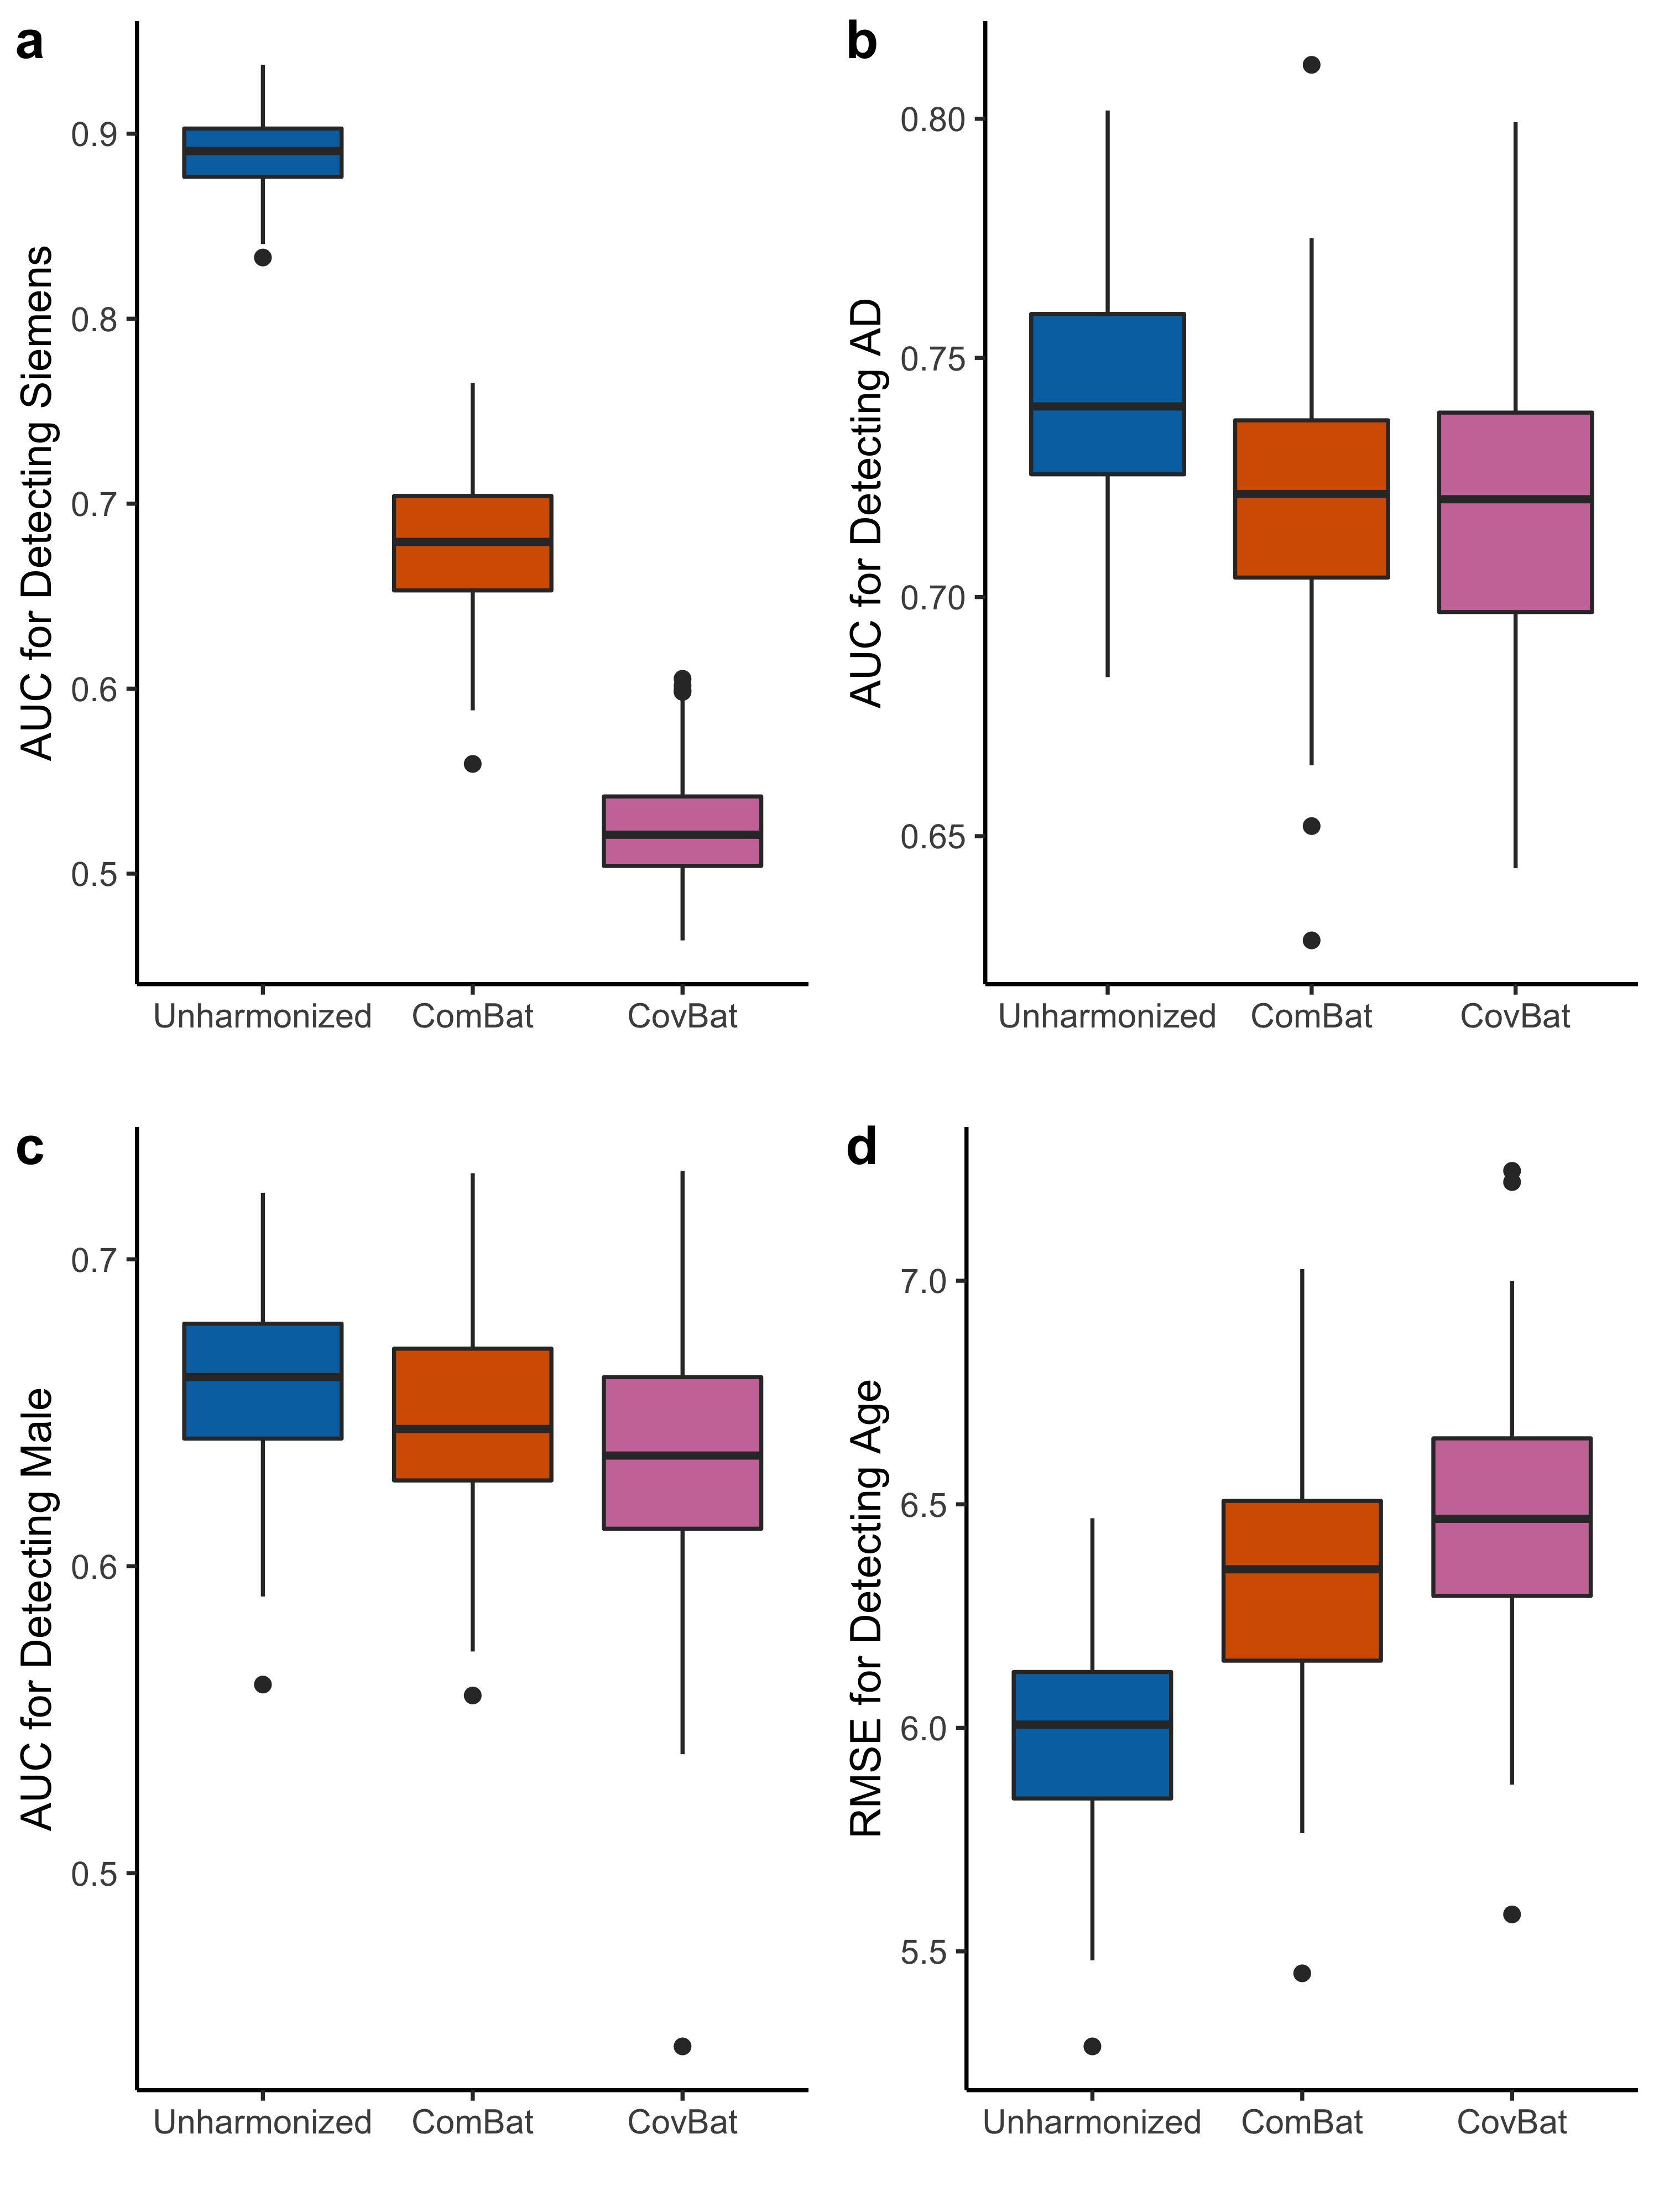 a
AUC for Detecting Siemens
0.9
0.8
0.7
0.6
0.5
Unharmonized ComBat CovBat
b
AUC for Detecting AD
0.80
0.75
0.70
0.65
Unharmonized ComBat CovBat
c
AUC for Detecting Male
0.7
0.6
0.5
Unharmonized ComBat CovBat
d
RMSE for Detecting Age
7.0
6.5
6.0
5.5
Unharmonized ComBat CovBat